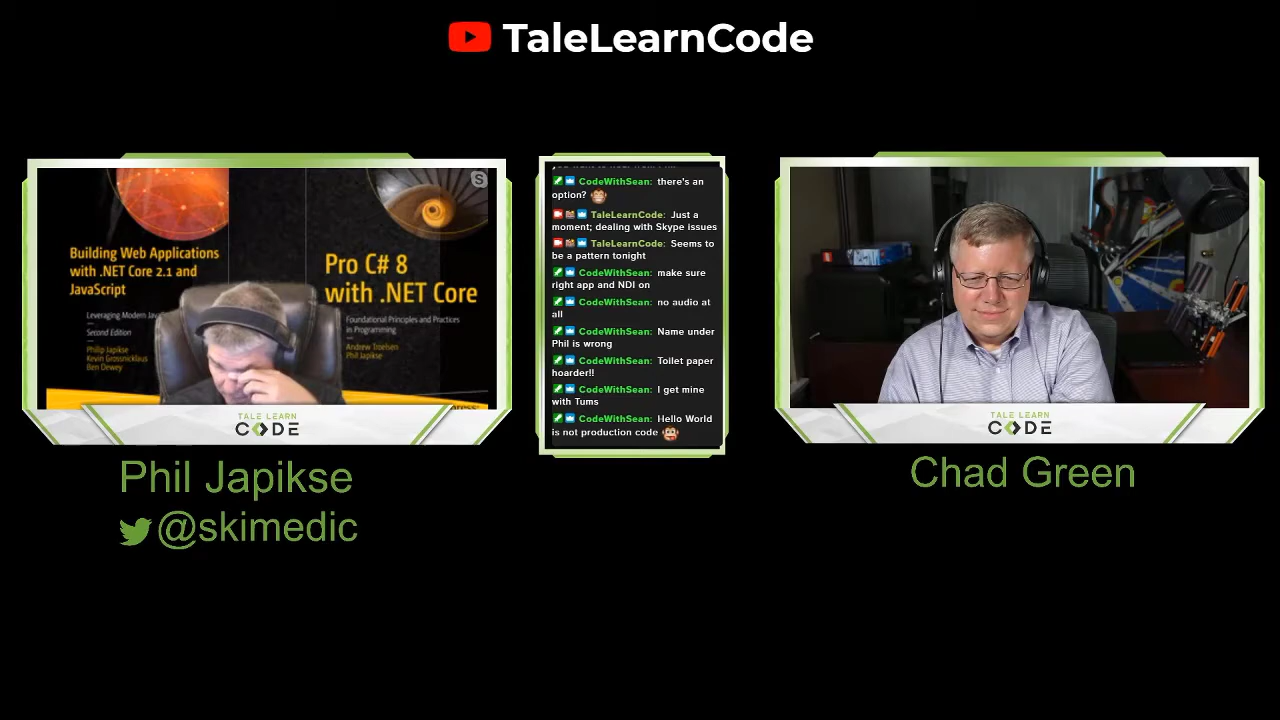 TaleLearnCode
Building Web Applications
with .NET Core 2.1 and
JavaScript
Second Edition
Philip Japikse
Kevin Grossnicklaus
Ben Dewey
Pro C# 8
with .NET Core
Foundational Principles and Practices
in Programming
Andrew Troelsen
Phil Japikse
TALE LEARN
CODE
CodeWithSean: there's an
option?
TaleLearnCode: Just a
moment; dealing with Skype issues
TaleLearnCode: Seems to
be a pattern tonight
CodeWithSean: make sure
right app and NDI on
CodeWithSean: no audio at
all
CodeWithSean: Name under
Phil is wrong
CodeWithSean: Toilet paper
hoarder!!
CodeWithSean: I get mine
with Tums
CodeWithSean: Hello World
is not production code
TALE LEARN
CODE
Phil Japikse
@skimedic
Chad Green